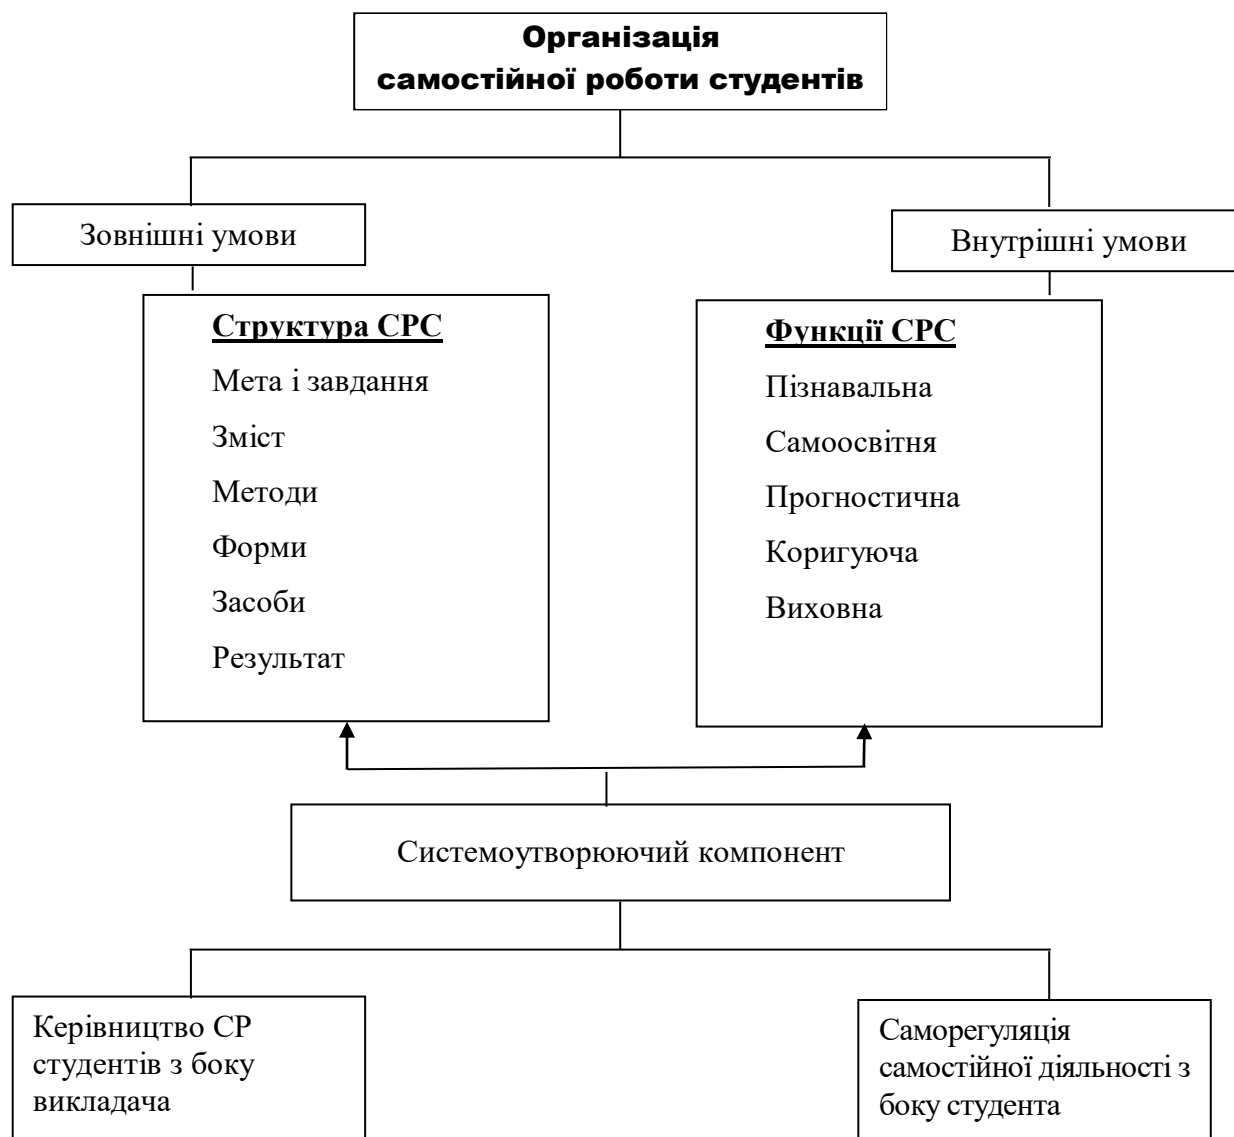 Організація
самостійної роботи студентів
Зовнішні умови
Внутрішні умови
Структура СРС
Мета і завдання
Зміст
Методи
Форми
Засоби
Результат
Функції СРС
Пізнавальна
Самоосвітня
Прогностична
Коригуюча
Виховна
Системоутворюючий компонент
Керівництво СР
студентів з боку
викладача
Саморегуляція
самостійної діяльності з
боку студента